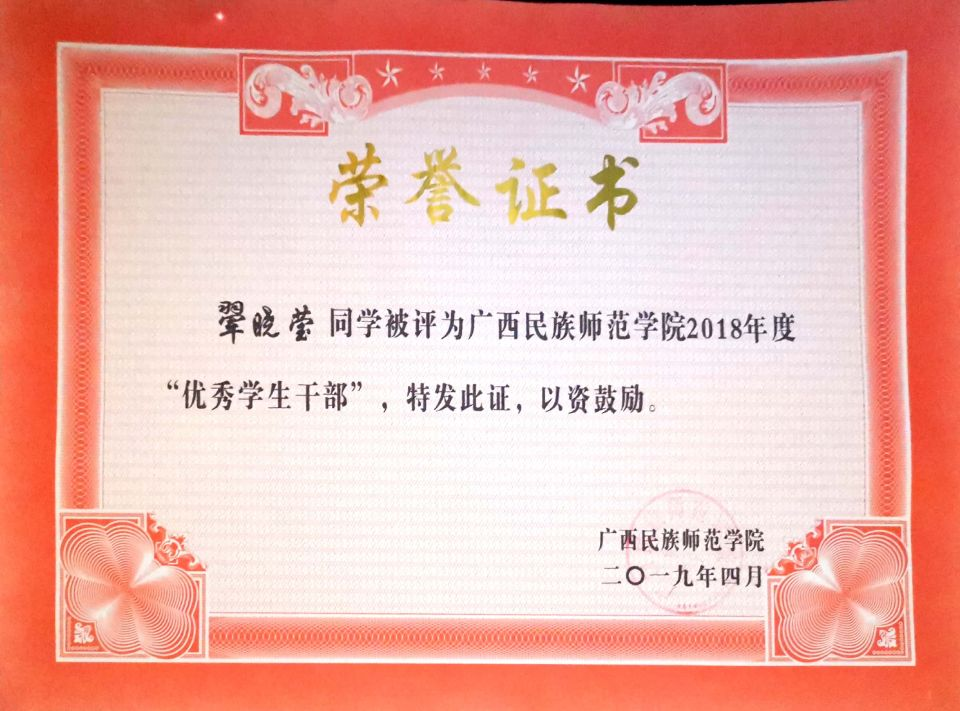 荣誉证书
翚晓莹 同学被评为广西民族师范学院2018年度
“优秀学生干部”，特发此证，以资鼓励。
广西民族师范学院
二〇一九年四月